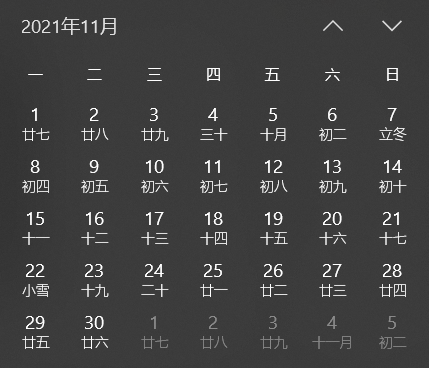 2021年11月
一 二 三 四 五 六 日
1 2 3 4 5 6 7
廿七 廿八 廿九 三十 十月 初二 立冬
8 9 10 11 12 13 14
初四 初五 初六 初七 初八 初九 初十
15 16 17 18 19 20 21
十一 十二 十三 十四 十五 十六 十七
22 23 24 25 26 27 28
小雪 十九 二十 廿一 廿二 廿三 廿四
29 30 1 2 3 4 5
廿五 廿六 廿七 廿八 廿九 十一月 初二